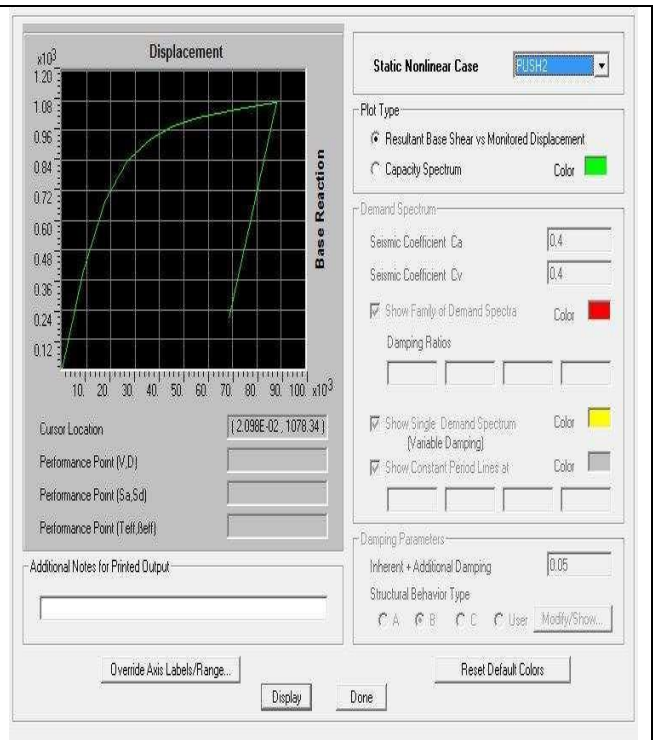 Displacement
x10³
1.20
1.08
0.96
0.84
0.72
0.60
0.48
0.36
0.24
0.12
Base Reaction
10. 20. 30. 40. 50. 60. 70. 80. 90. 100. x10³
Cursor Location
( 2.098E-02 , 1078.34 )
Performance Point (V,D)
Performance Point (Sa,Sd)
Performance Point (Teff,Beff)
Additional Notes for Printed Output
Static Nonlinear Case PUSH2
Plot Type
Resultant Base Shear vs Monitored Displacement
Capacity Spectrum Color
Demand Spectrum
Seismic Coefficient Ca 0.4
Seismic Coefficient Cv 0.4
Show Family of Demand Spectra Color
Damping Ratios
Show Single Demand Spectrum Color
(Variable Damping)
Show Constant Period Lines at Color
Damping Parameters
Inherent + Additional Damping 0.05
Structural Behavior Type
A B C User Modify/Show...
Override Axis Labels/Range...
Reset Default Colors
Display Done